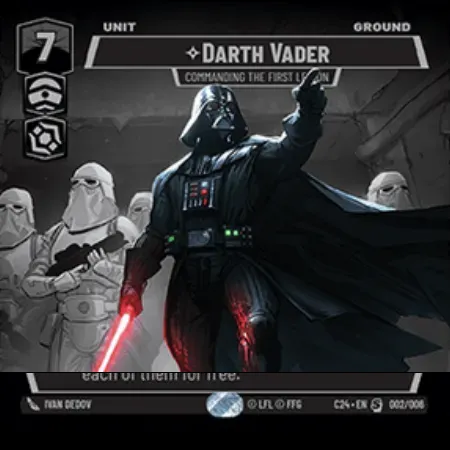 UNIT GROUND
7
DARTH VADER
COMMANDING THE FIRST LEGION
each of them for free.
IVAN DEDOV © LFL © FFG C24 • EN 002/006